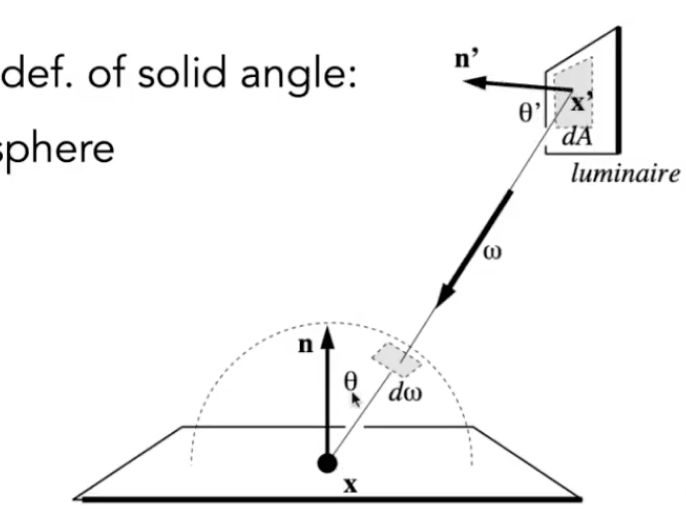 def. of solid angle:
n'
sphere
θ'
x'
dA
luminaire
ω
n
θ
dω
x